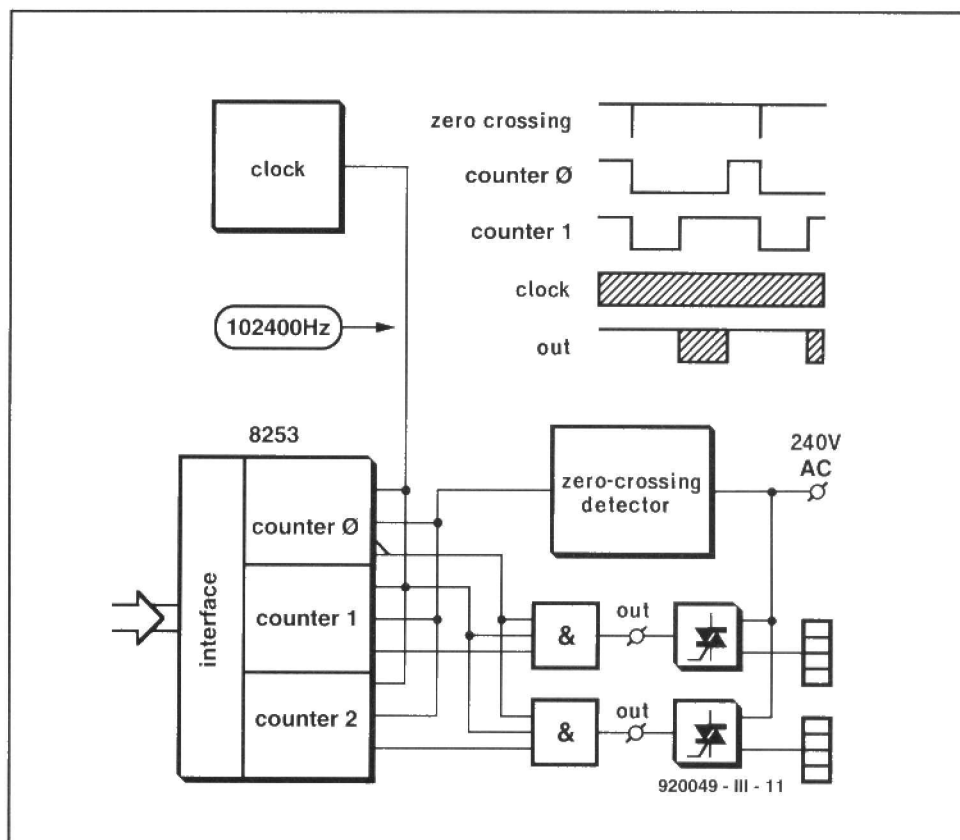 zero crossing
clock
counter Ø
counter 1
clock
102400Hz
out
8253
240V
AC
zero-crossing
detector
counter Ø
interface
counter 1
out
&
counter 2
out
&
920049 - III - 11